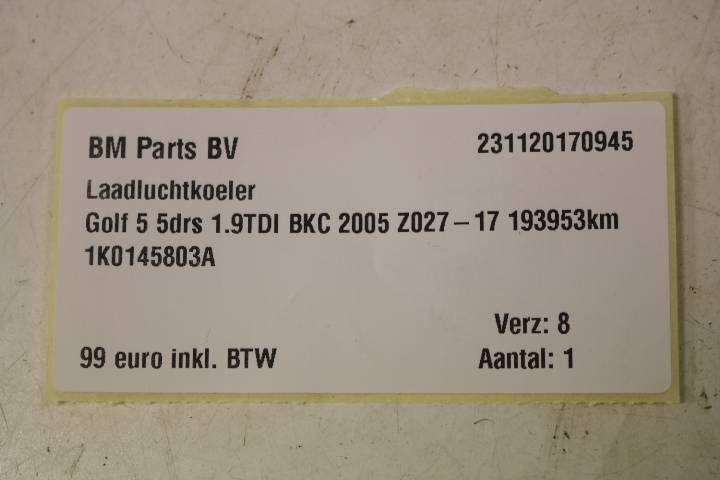 BM Parts BV 231120170945
Laadluchtkoeler
Golf 5 5drs 1.9TDI BKC 2005 Z027-17 193953km
1K0145803A
Verz: 8
99 euro inkl. BTW Aantal: 1